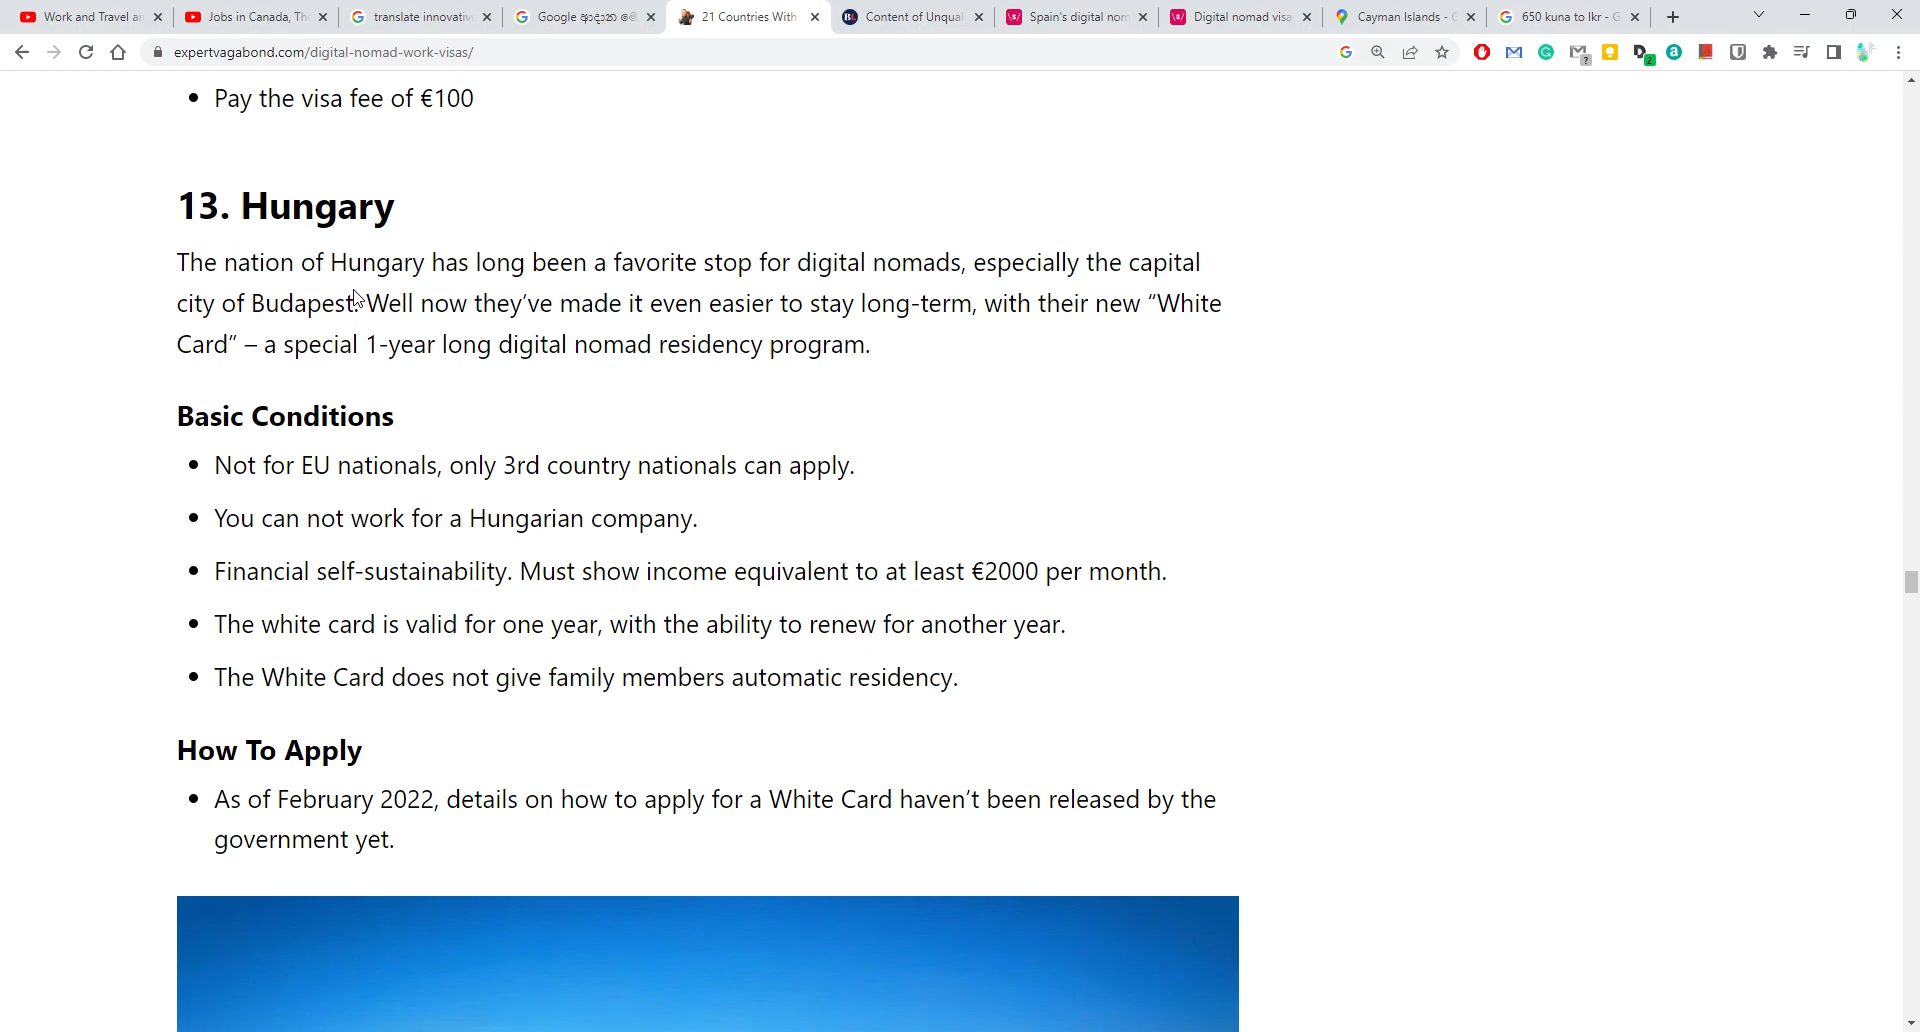 Work and Travel ar
Jobs in Canada, Th
translate innovativ
Google ආදාන මෙ
21 Countries With
Content of Unqual
Spain's digital nom
Digital nomad visa
Cayman Islands - G
650 kuna to lkr - G
expertvagabond.com/digital-nomad-work-visas/
• Pay the visa fee of €100
13. Hungary
The nation of Hungary has long been a favorite stop for digital nomads, especially the capital
city of Budapest. Well now they’ve made it even easier to stay long-term, with their new “White
Card” – a special 1-year long digital nomad residency program.
Basic Conditions
• Not for EU nationals, only 3rd country nationals can apply.
• You can not work for a Hungarian company.
• Financial self-sustainability. Must show income equivalent to at least €2000 per month.
• The white card is valid for one year, with the ability to renew for another year.
• The White Card does not give family members automatic residency.
How To Apply
• As of February 2022, details on how to apply for a White Card haven’t been released by the
government yet.